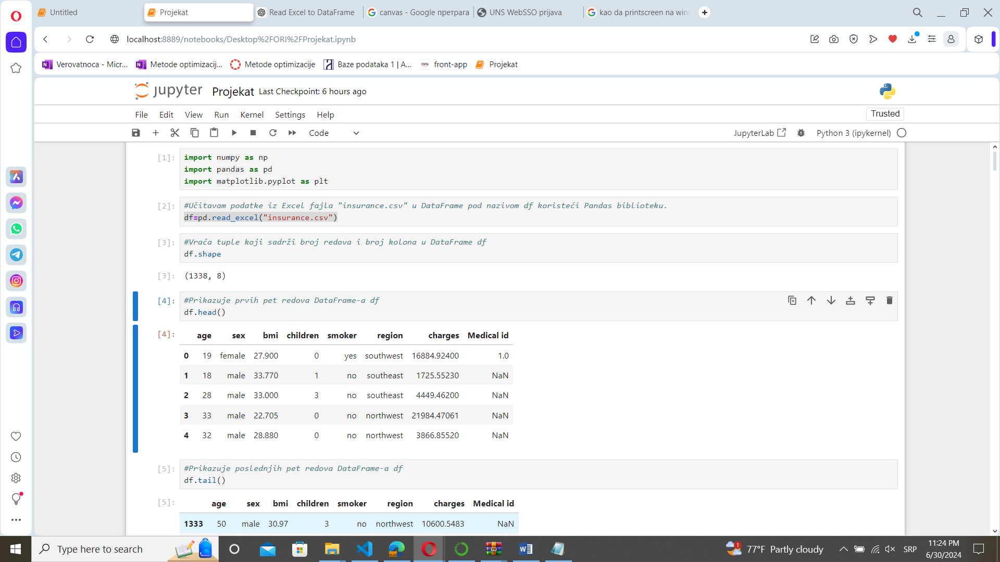 Untitled
Projekat
Read Excel to DataFrame
canvas - Google претрага
UNS WebSSO prijava
kao da printscreen na win
localhost:8889/notebooks/Desktop%2FORI%2FProjekat.ipynb
Verovatnoca - Micr...
Metode optimizacij...
Metode optimizacije
Baze podataka 1 | A...
front-app
Projekat
jupyter
Projekat Last Checkpoint: 6 hours ago
File Edit View Run Kernel Settings Help
Trusted
Code
JupyterLab
Python 3 (ipykernel)
[1]: import numpy as np
import pandas as pd
import matplotlib.pyplot as plt
[2]: #Učitavam podatke iz Excel fajla "insurance.csv" u DataFrame pod nazivom df koristeći Pandas biblioteku.
df=pd.read_excel("insurance.csv")
[3]: #Vraća tuple koji sadrži broj redova i broj kolona u DataFrame df
df.shape
[3]: (1338, 8)
[4]: #Prikazuje prvih pet redova DataFrame-a df
df.head()
[4]: age sex bmi children smoker region charges Medical id
0 19 female 27.900 0 yes southwest 16884.92400 1.0
1 18 male 33.770 1 no southeast 1725.55230 NaN
2 28 male 33.000 3 no southeast 4449.46200 NaN
3 33 male 22.705 0 no northwest 21984.47061 NaN
4 32 male 28.880 0 no northwest 3866.85520 NaN
[5]: #Prikazuje poslednjih pet redova DataFrame-a df
df.tail()
[5]: age sex bmi children smoker region charges Medical id
1333 50 male 30.97 3 no northwest 10600.5483 NaN
Type here to search
1
77°F Partly cloudy
SRP
11:24 PM
6/30/2024